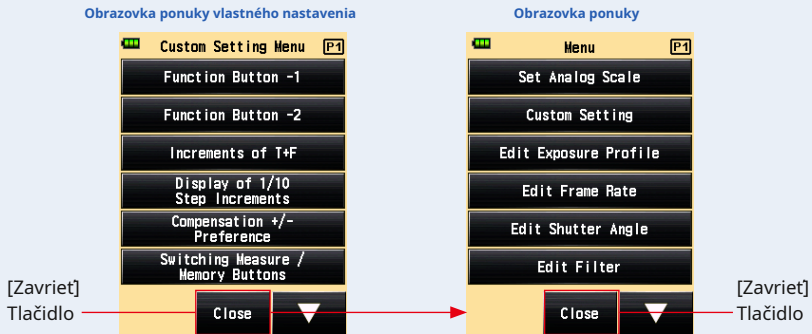 Obrazovka ponuky vlastného nastavenia
Custom Setting Menu P1
Function Button -1
Function Button -2
Increments of T+F
Display of 1/10
Step Increments
Compensation +/-
Preference
Switching Measure /
Memory Buttons
Close
[Zavrieť]
Tlačidlo
Obrazovka ponuky
Menu P1
Set Analog Scale
Custom Setting
Edit Exposure Profile
Edit Frame Rate
Edit Shutter Angle
Edit Filter
Close
[Zavrieť]
Tlačidlo